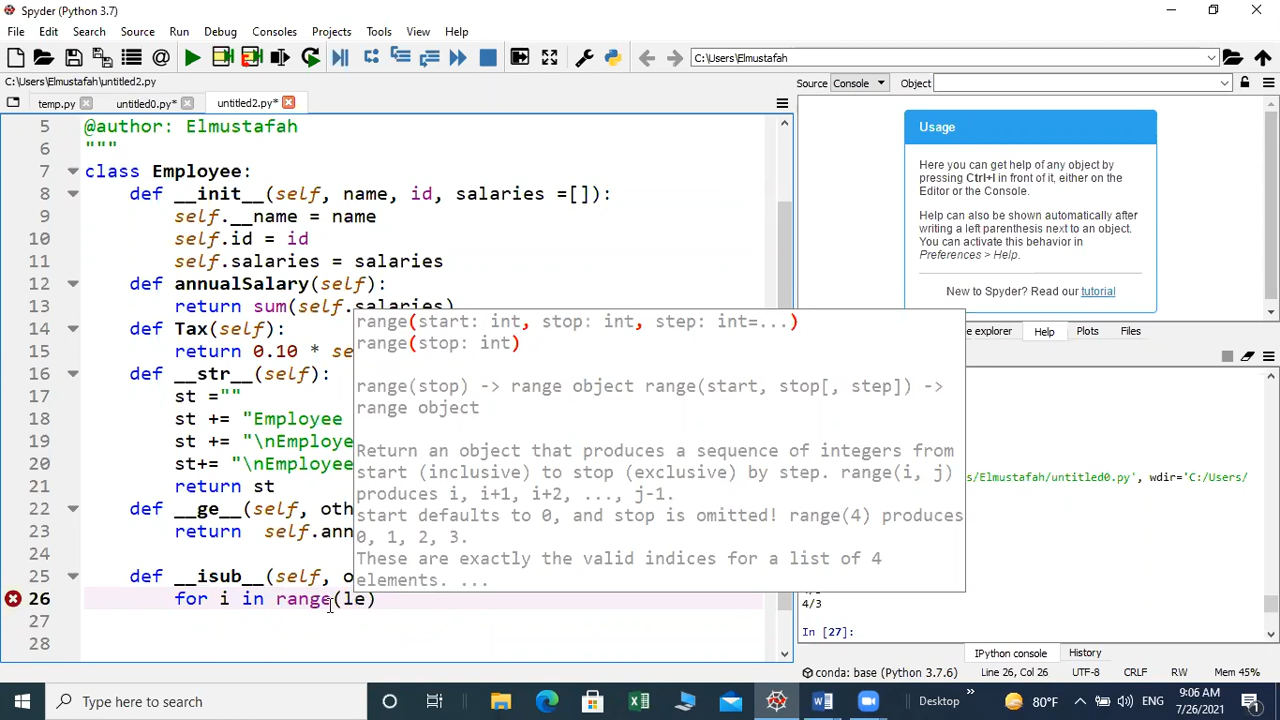 Spyder (Python 3.7)
File Edit Search Source Run Debug Consoles Projects Tools View Help
C:\Users\Elmustafah
C:\Users\Elmustafah\untitled2.py
Source Console Object
temp.py untitled0.py* untitled2.py*
5 @author: Elmustafah
6 """
7 class Employee:
8 def __init__(self, name, id, salaries =[]):
9 self.__name = name
10 self.id = id
11 self.salaries = salaries
12 def annualSalary(self):
13 return sum(self.salaries)
14 def Tax(self):
15 return 0.10 * se
16 def __str__(self):
17 st =""
18 st += "Employee
19 st += "\nEmploye
20 st+= "\nEmployee
21 return st
22 def __ge__(self, oth
23 return self.ann
24
25 def __isub__(self, o
26 for i in range(le)
27
28
range(start: int, stop: int, step: int=...)
range(stop: int)
range(stop) -> range object range(start, stop[, step]) ->
range object
Return an object that produces a sequence of integers from
start (inclusive) to stop (exclusive) by step. range(i, j)
produces i, i+1, i+2, ..., j-1.
start defaults to 0, and stop is omitted! range(4) produces
0, 1, 2, 3.
These are exactly the valid indices for a list of 4
elements. ...
Usage
Here you can get help of any object by
pressing Ctrl+I in front of it, either on the
Editor or the Console.
Help can also be shown automatically after
writing a left parenthesis next to an object.
You can activate this behavior in
Preferences > Help.
New to Spyder? Read our tutorial
e explorer Help Plots Files
s/Elmustafah/untitled0.py', wdir='C:/Users/
4/3
In [27]:
IPython console History
conda: base (Python 3.7.6) Line 26, Col 26 UTF-8 CRLF RW Mem 45%
Type here to search
Desktop
80°F
ENG
9:06 AM
7/26/2021
1